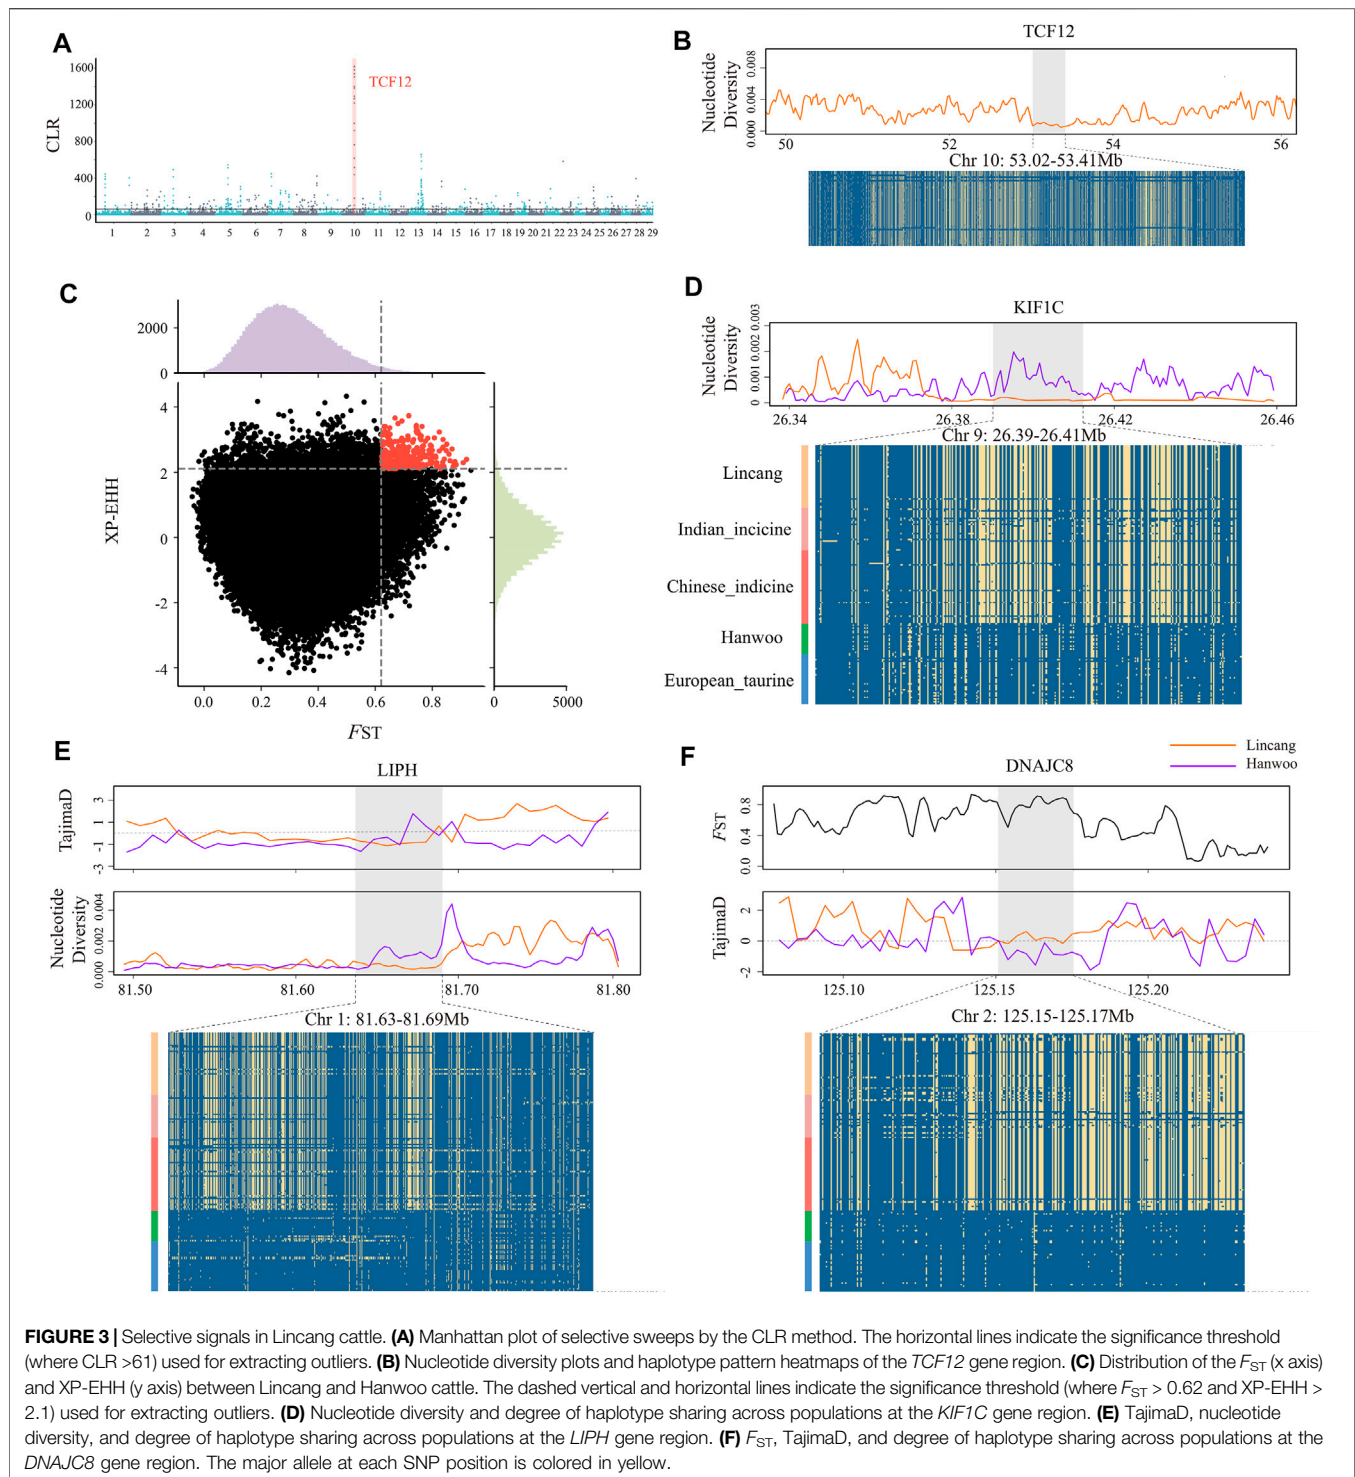 A
CLR
1600
1200
800
400
0
TCF12
1 2 3 4 5 6 7 8 9 10 11 12 13 14 15 16 17 18 19 20 21 22 23 24 25 26 27 28 29
B
TCF12
Nucleotide
Diversity
0.000 0.004 0.008
50 52 54 56
Chr 10: 53.02-53.41Mb
C
2000
0
XP-EHH
4
2
0
-2
-4
0.0 0.2 0.4 0.6 0.8
0 5000
FST
D
KIF1C
Nucleotide
Diversity
0 0.001 0.002 0.003
26.34 26.38 26.42 26.46
Chr 9: 26.39-26.41Mb
Lincang
Indian_incicine
Chinese_indicine
Hanwoo
European_taurine
E
LIPH
TajimaD
-3 -1 1 3
Nucleotide
Diversity
0.000 0.002 0.004
81.50 81.60 81.70 81.80
Chr 1: 81.63-81.69Mb
F
Lincang
Hanwoo
DNAJC8
FST
0.0 0.4 0.8
TajimaD
-2 0 2
125.10 125.15 125.20
Chr 2: 125.15-125.17Mb
FIGURE 3 | Selective signals in Lincang cattle. (A) Manhattan plot of selective sweeps by the CLR method. The horizontal lines indicate the significance threshold
(where CLR >61) used for extracting outliers. (B) Nucleotide diversity plots and haplotype pattern heatmaps of the TCF12 gene region. (C) Distribution of the FST (x axis)
and XP-EHH (y axis) between Lincang and Hanwoo cattle. The dashed vertical and horizontal lines indicate the significance threshold (where FST > 0.62 and XP-EHH >
2.1) used for extracting outliers. (D) Nucleotide diversity and degree of haplotype sharing across populations at the KIF1C gene region. (E) TajimaD, nucleotide
diversity, and degree of haplotype sharing across populations at the LIPH gene region. (F) FST, TajimaD, and degree of haplotype sharing across populations at the
DNAJC8 gene region. The major allele at each SNP position is colored in yellow.